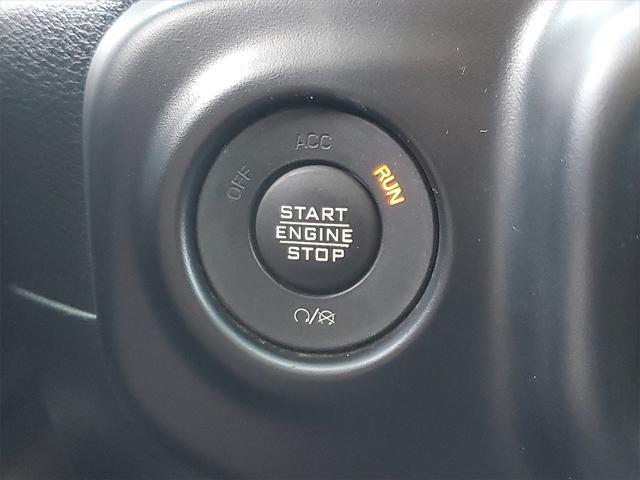 ACC
OFF
RUN
START
ENGINE
STOP